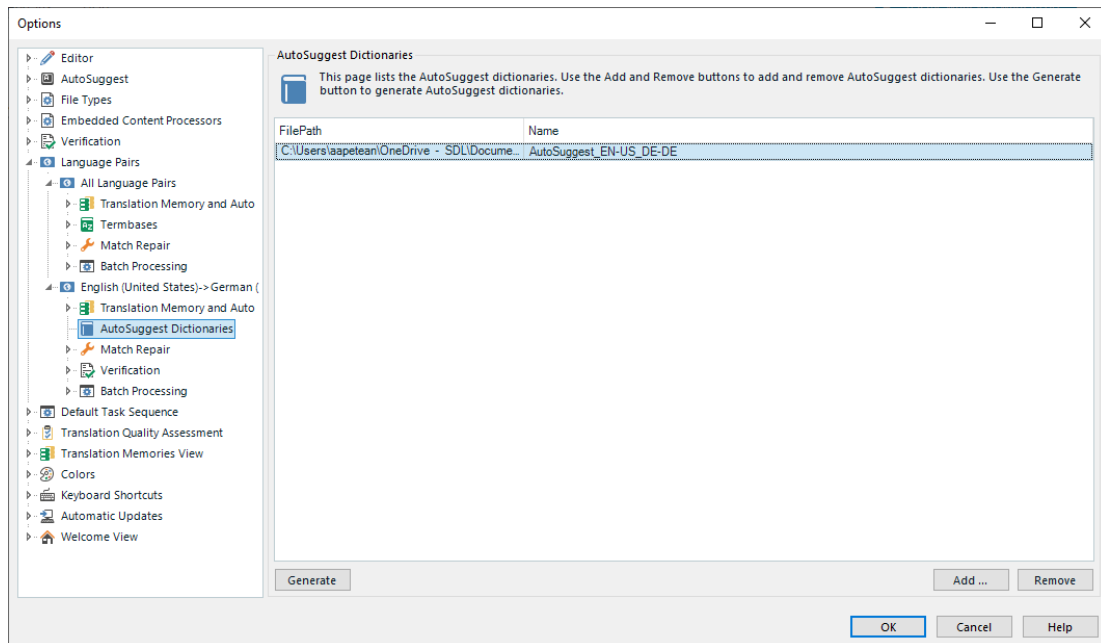 Options
Editor
AutoSuggest
File Types
Embedded Content Processors
Verification
Language Pairs
All Language Pairs
Translation Memory and Auto
Termbases
Match Repair
Batch Processing
English (United States)->German (
Translation Memory and Auto
AutoSuggest Dictionaries
Match Repair
Verification
Batch Processing
Default Task Sequence
Translation Quality Assessment
Translation Memories View
Colors
Keyboard Shortcuts
Automatic Updates
Welcome View
AutoSuggest Dictionaries
This page lists the AutoSuggest dictionaries. Use the Add and Remove buttons to add and remove AutoSuggest dictionaries. Use the Generate
button to generate AutoSuggest dictionaries.
FilePath Name
C:\Users\aapetean\OneDrive - SDL\Docume... AutoSuggest_EN-US_DE-DE
Generate Add ... Remove
OK Cancel Help